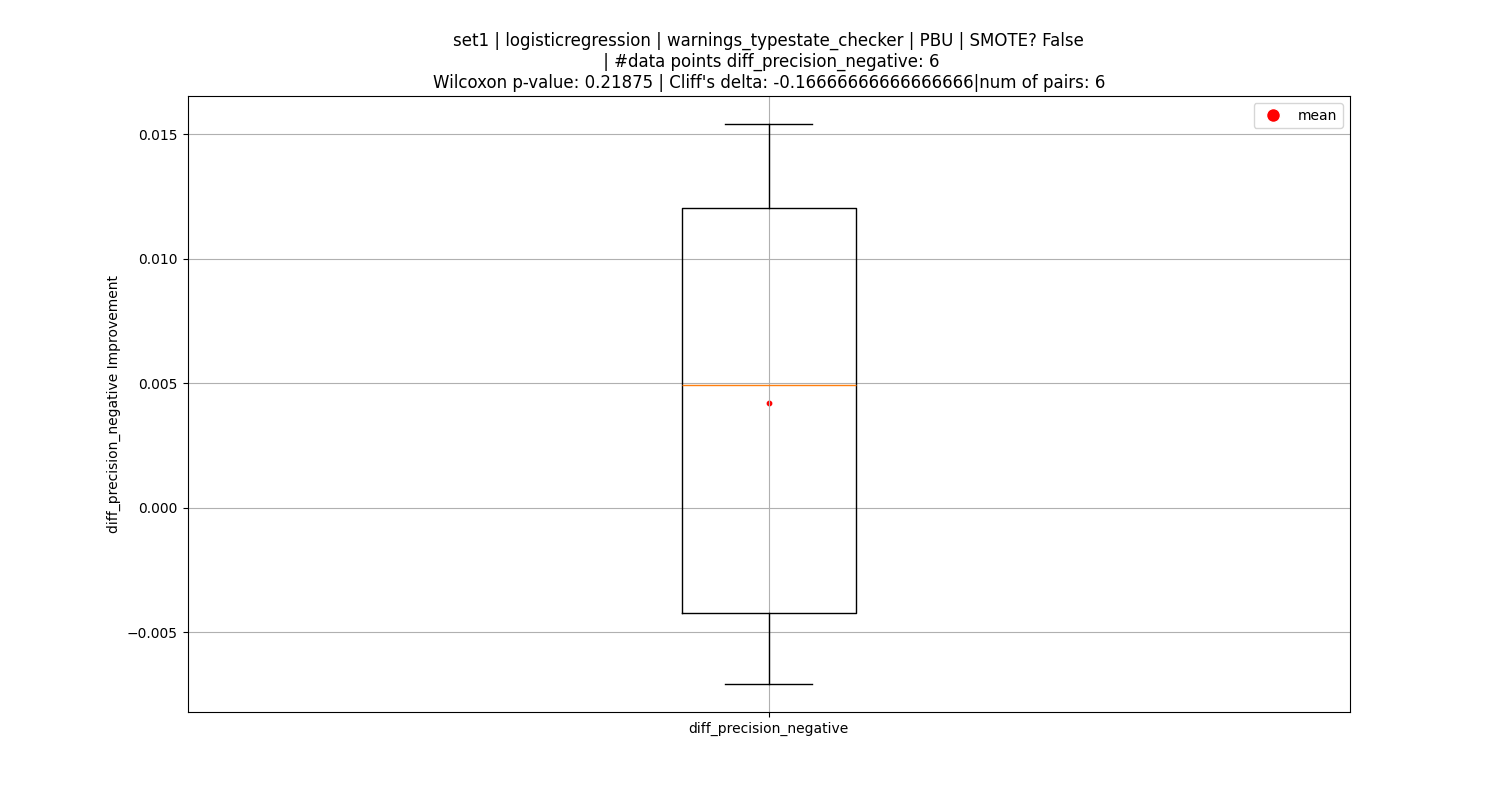 set1 | logisticregression | warnings_typestate_checker | PBU | SMOTE? False
| #data points diff_precision_negative: 6
Wilcoxon p-value: 0.21875 | Cliff's delta: -0.16666666666666666|num of pairs: 6
mean
0.015
0.010
0.005
0.000
−0.005
diff_precision_negative Improvement
diff_precision_negative